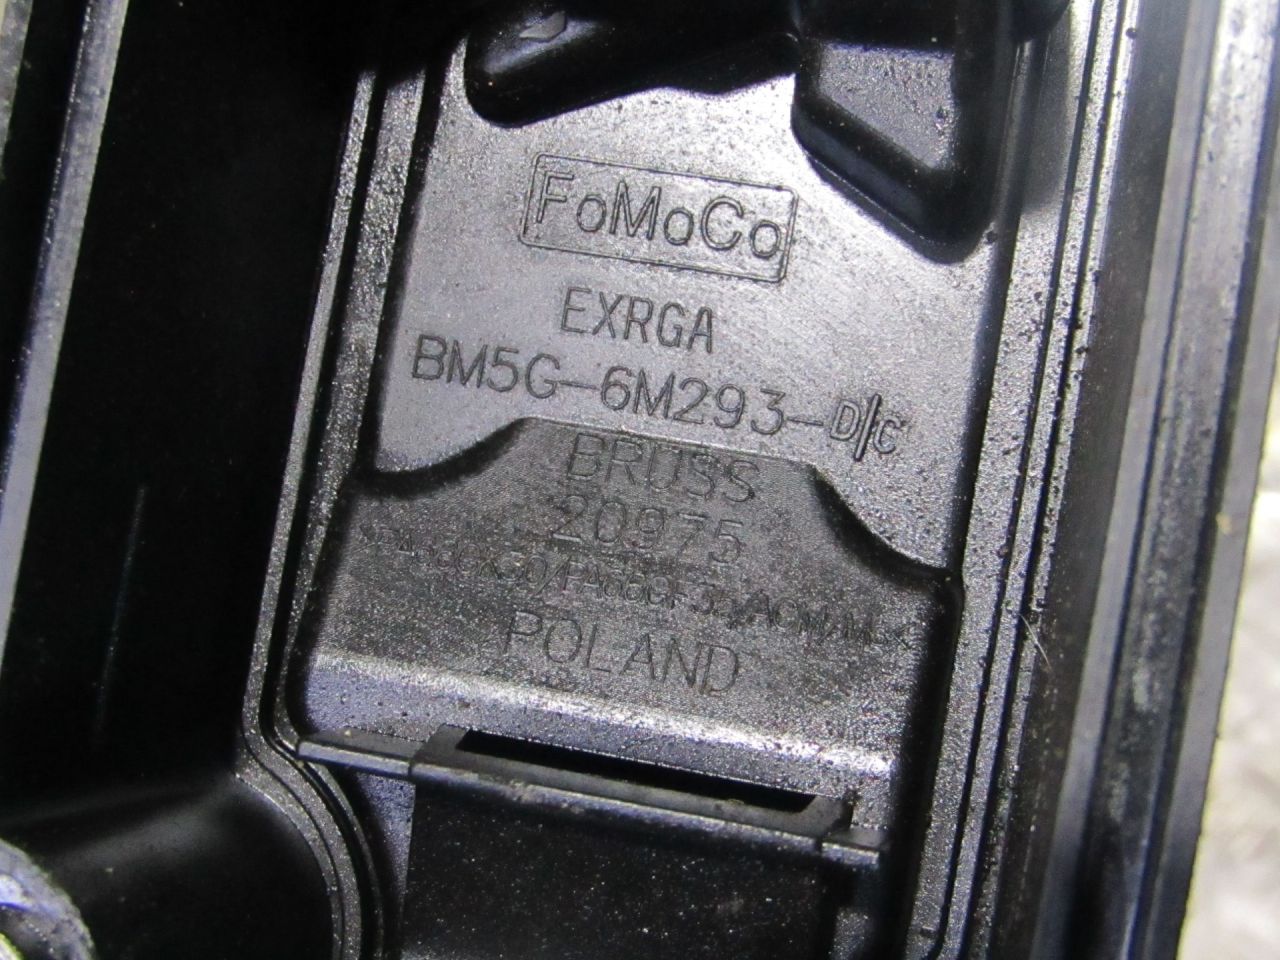 FoMoCo
EXRGA
BM5G-6M293-D/C
BRUSS
20975
POLAND